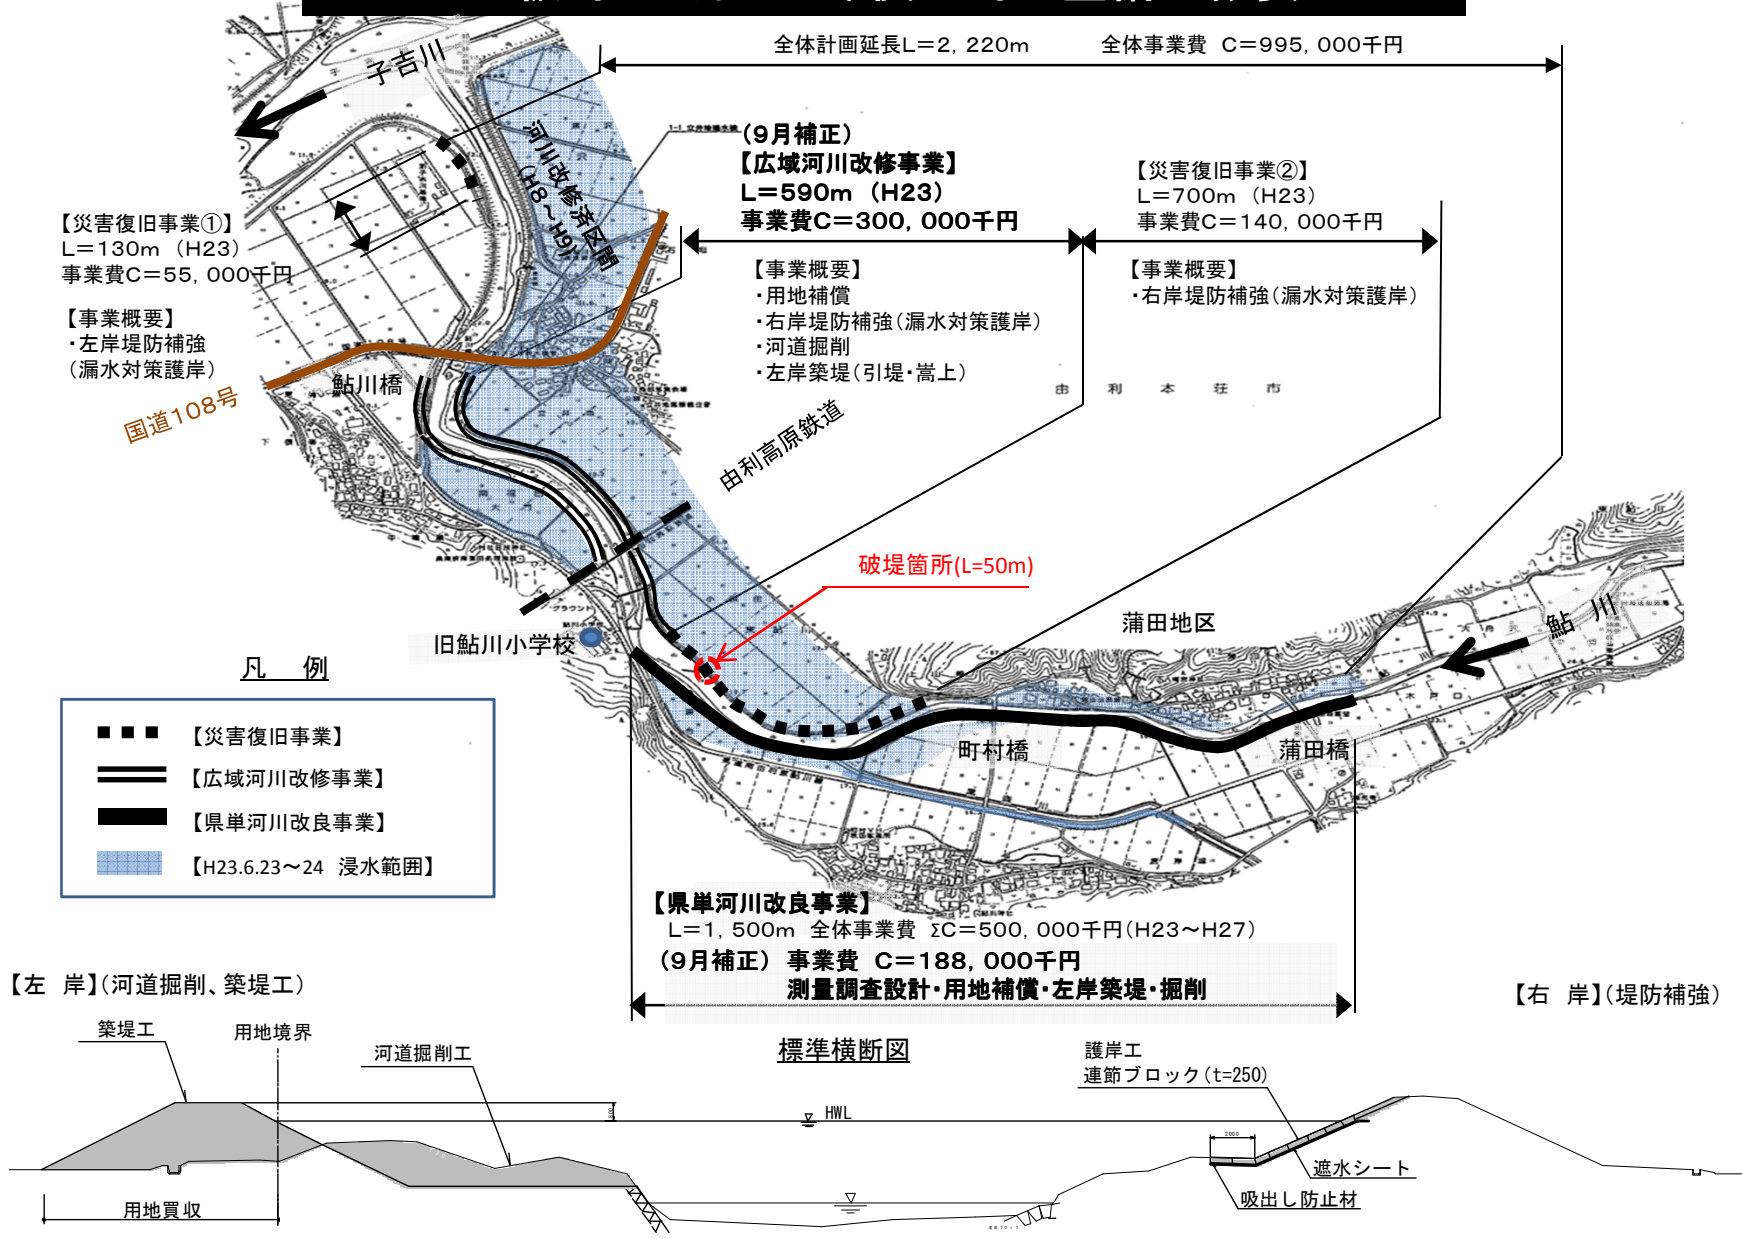 全体計画延長L＝2，220m　全体事業費 C＝995，000千円
子吉川
河川改修済区間
(H8～H9)
（9月補正）
【広域河川改修事業】
L＝590m （H23）
事業費C＝300，000千円
【事業概要】
・用地補償
・右岸堤防補強(漏水対策護岸)
・河道掘削
・左岸築堤(引堤・嵩上)
【災害復旧事業②】
L＝700m （H23）
事業費C＝140，000千円
【事業概要】
・右岸堤防補強(漏水対策護岸)
【災害復旧事業①】
L＝130m （H23）
事業費C＝55，000千円
【事業概要】
・左岸堤防補強
(漏水対策護岸)
国道108号
鮎川橋
由利高原鉄道
由利本荘市
破堤箇所(L=50m)
蒲田地区
鮎川
グラウンド
旧鮎川小学校
町村橋
蒲田橋
凡　例
【災害復旧事業】
【広域河川改修事業】
【県単河川改良事業】
【H23.6.23～24 浸水範囲】
【県単河川改良事業】
L＝1，500m 全体事業費 ΣC＝500，000千円(H23～H27)
（9月補正） 事業費 C＝188，000千円
測量調査設計・用地補償・左岸築堤・掘削
【左　岸】(河道掘削、築堤工)
【右　岸】(堤防補強)
標準横断図
築堤工
用地境界
河道掘削工
HWL
護岸工
連節ブロック(t=250)
2000
遮水シート
吸出し防止材
用地買収